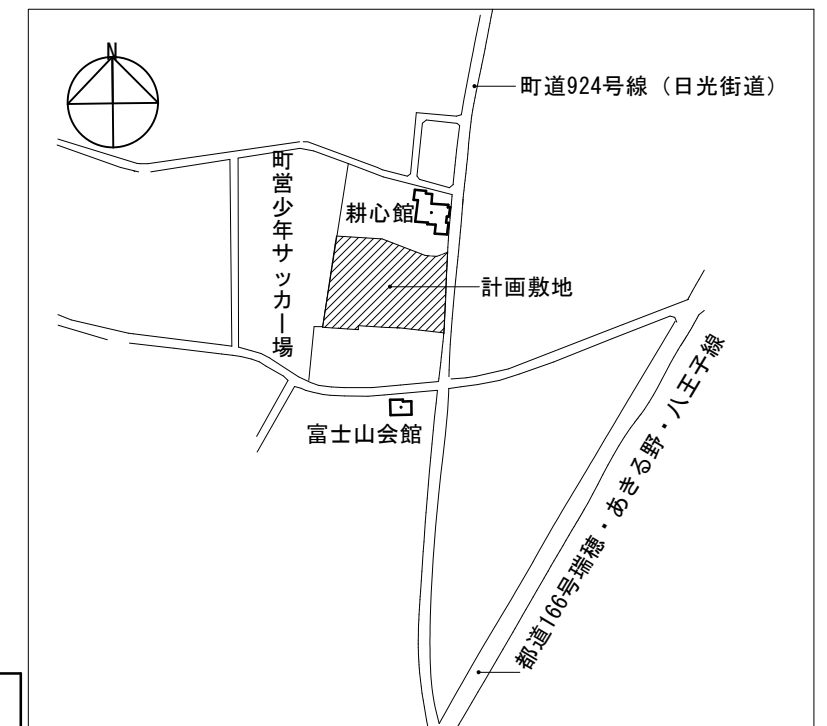 N
町道924号線（日光街道）
町営少年サッカー場
耕心館
計画敷地
富士山会館
都道166号瑞穂・あきる野・八王子線